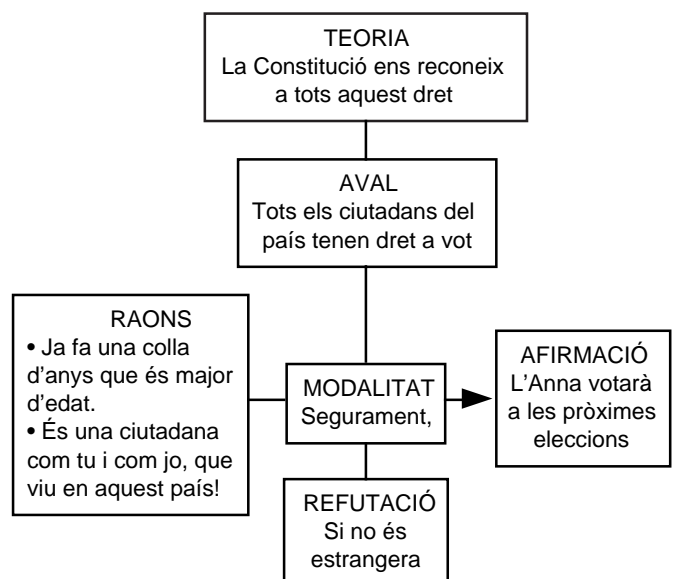 TEORIA
La Constitució ens reconeix
a tots aquest dret
AVAL
Tots els ciutadans del
país tenen dret a vot
RAONS
• Ja fa una colla
d’anys que és major
d’edat.
• És una ciutadana
com tu i com jo, que
viu en aquest país!
MODALITAT
Segurament,
AFIRMACIÓ
L’Anna votarà
a les pròximes
eleccions
REFUTACIÓ
Si no és
estrangera